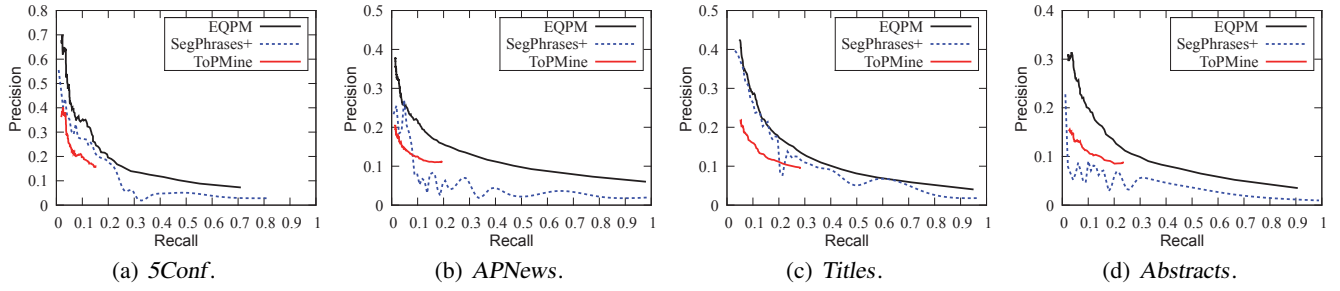 0.8
0.7
0.6
0.5
0.4
0.3
0.2
0.1
0
Precision
EQPM
SegPhrases+
ToPMine
0 0.1 0.2 0.3 0.4 0.5 0.6 0.7 0.8 0.9 1
Recall
(a) 5Conf.
0.5
0.4
0.3
0.2
0.1
0
Precision
EQPM
SegPhrases+
ToPMine
0 0.1 0.2 0.3 0.4 0.5 0.6 0.7 0.8 0.9 1
Recall
(b) APNews.
0.5
0.4
0.3
0.2
0.1
0
Precision
EQPM
SegPhrases+
ToPMine
0 0.1 0.2 0.3 0.4 0.5 0.6 0.7 0.8 0.9 1
Recall
(c) Titles.
0.4
0.3
0.2
0.1
0
Precision
EQPM
SegPhrases+
ToPMine
0 0.1 0.2 0.3 0.4 0.5 0.6 0.7 0.8 0.9 1
Recall
(d) Abstracts.